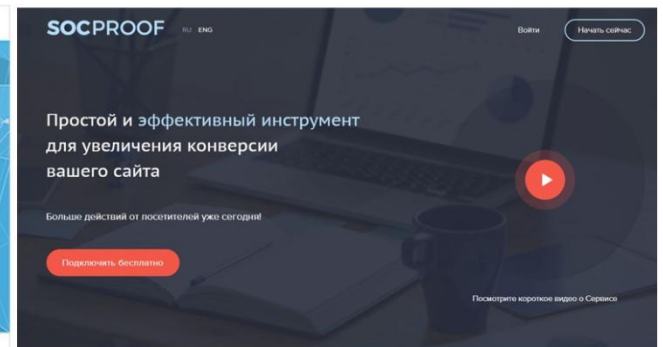 SOCPROOF RU ENG Войти Начать сейчас
Простой и эффективный инструмент
для увеличения конверсии
вашего сайта
Больше действий от посетителей уже сегодня!
Подключить бесплатно
Посмотрите короткое видео о Сервисе